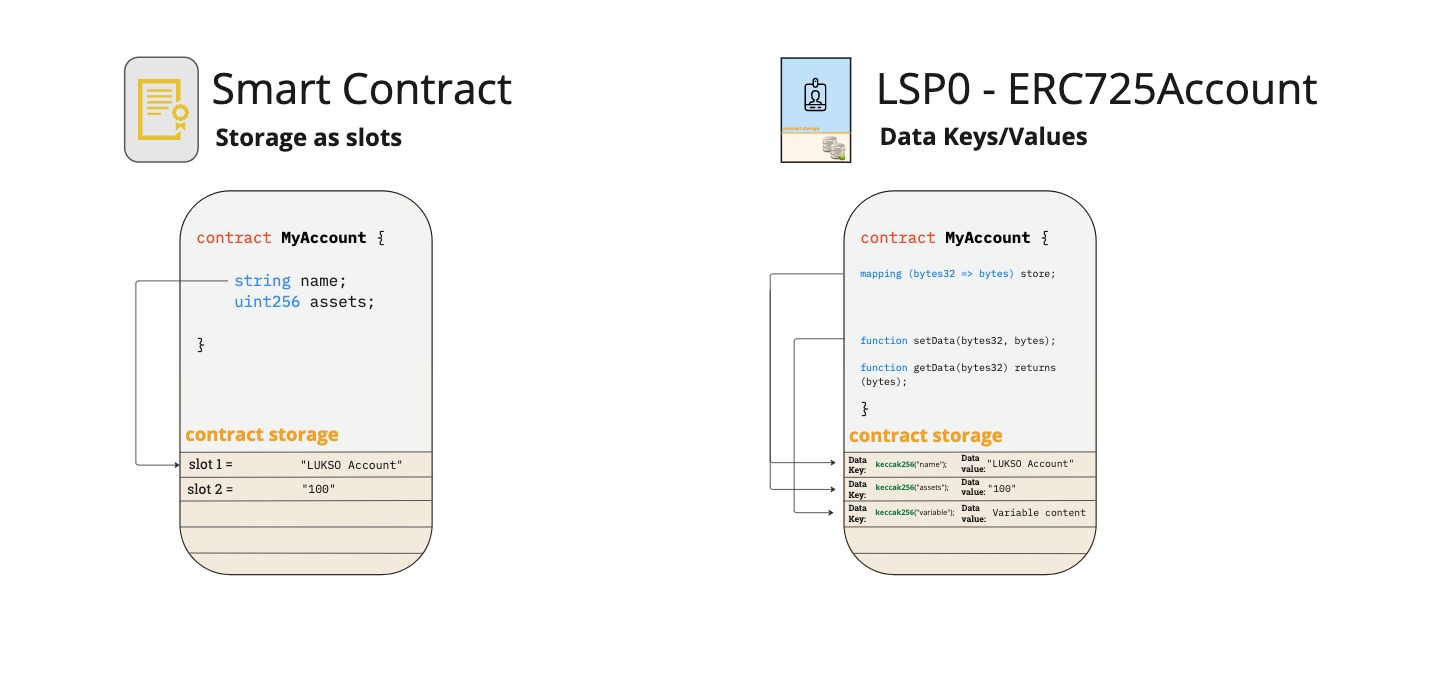 Smart Contract
Storage as slots
contract MyAccount {
string name;
uint256 assets;
}
contract storage
slot 1 = "LUKSO Account"
slot 2 = "100"
LSP0 - ERC725Account
contract storage
Data Keys/Values
contract MyAccount {
mapping (bytes32 => bytes) store;
function setData(bytes32, bytes);
function getData(bytes32) returns
(bytes);
}
contract storage
Data Key: keccak256("name"); Data value: "LUKSO Account"
Data Key: keccak256("assets"); Data value: "100"
Data Key: keccak256("variable"); Data value: Variable content